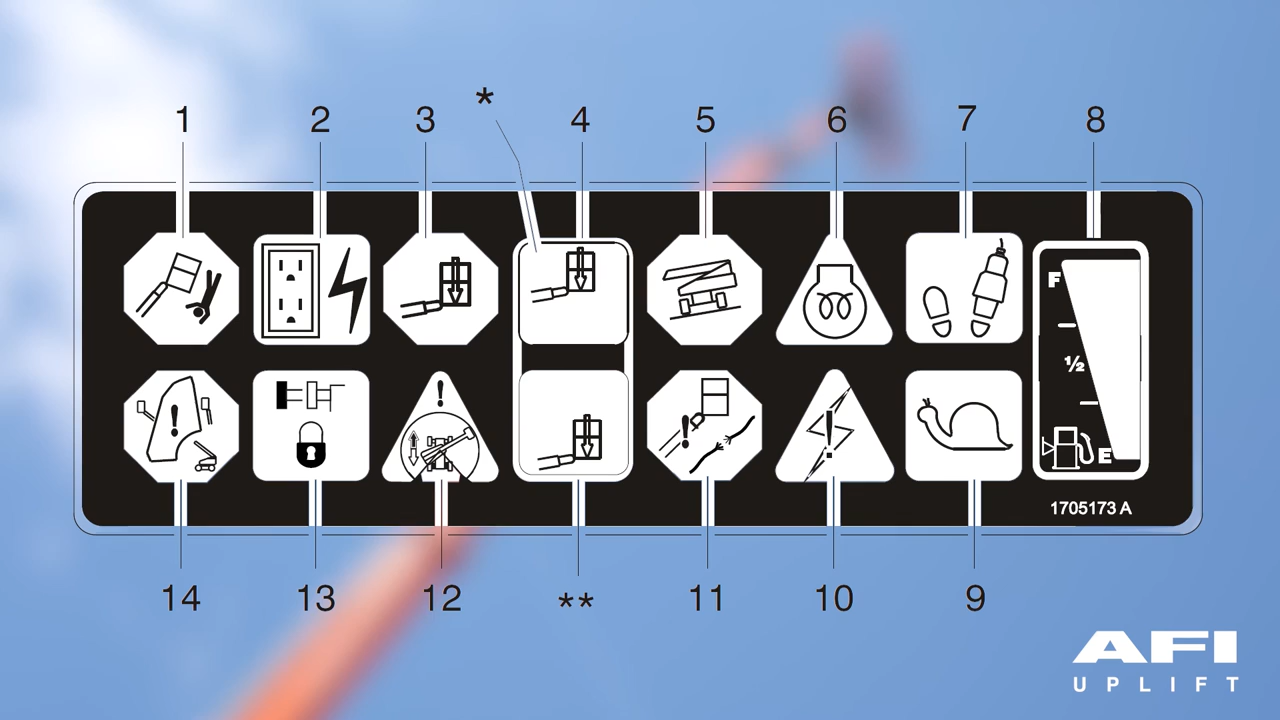 1 2 3 * 4 5 6 7 8
F
½
E
1705173 A
14 13 12 ** 11 10 9
AFI
UPLIFT